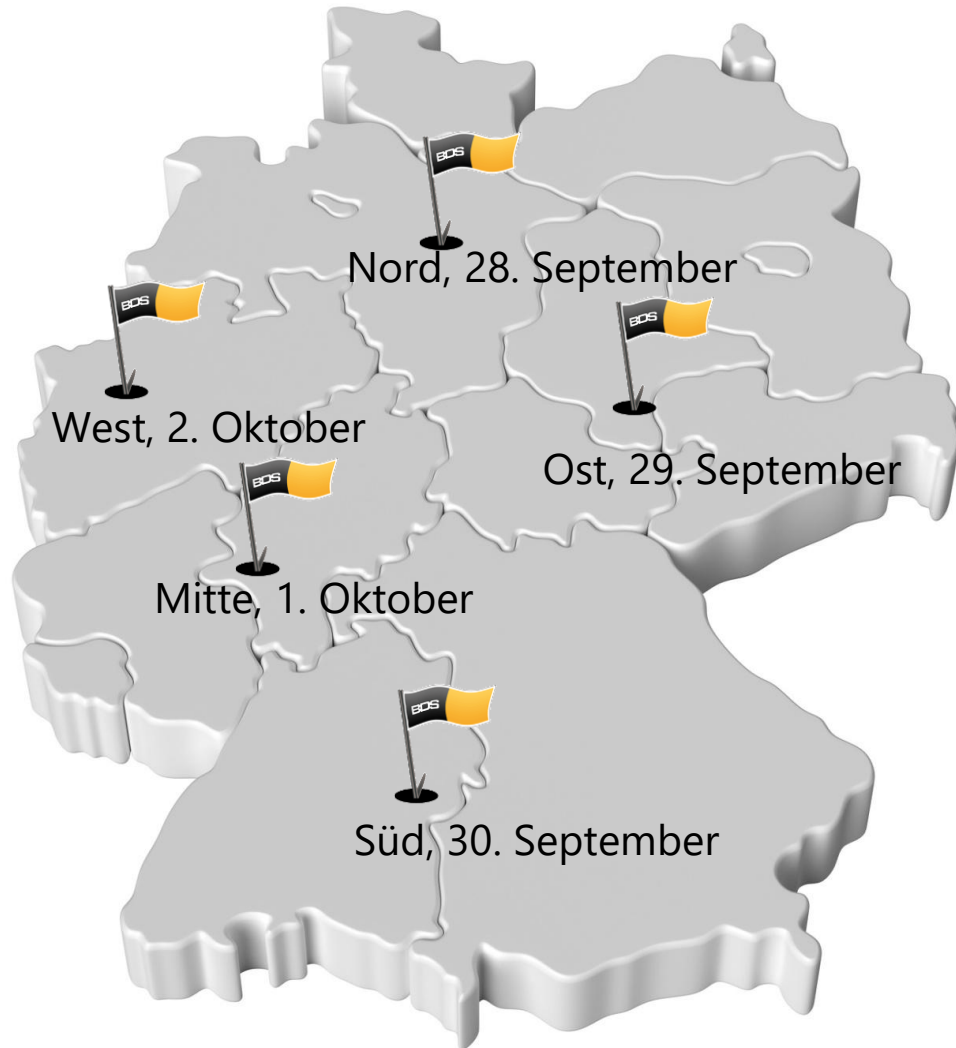 BDS
Nord, 28. September
BDS
BDS
West, 2. Oktober
Ost, 29. September
BDS
Mitte, 1. Oktober
BDS
Süd, 30. September